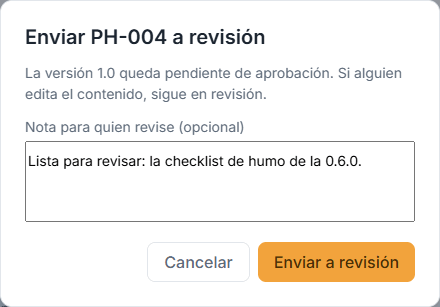 Enviar PH-004 a revisión
La versión 1.0 queda pendiente de aprobación. Si alguien
edita el contenido, sigue en revisión.
Nota para quien revise (opcional)
Lista para revisar: la checklist de humo de la 0.6.0.
Cancelar
Enviar a revisión